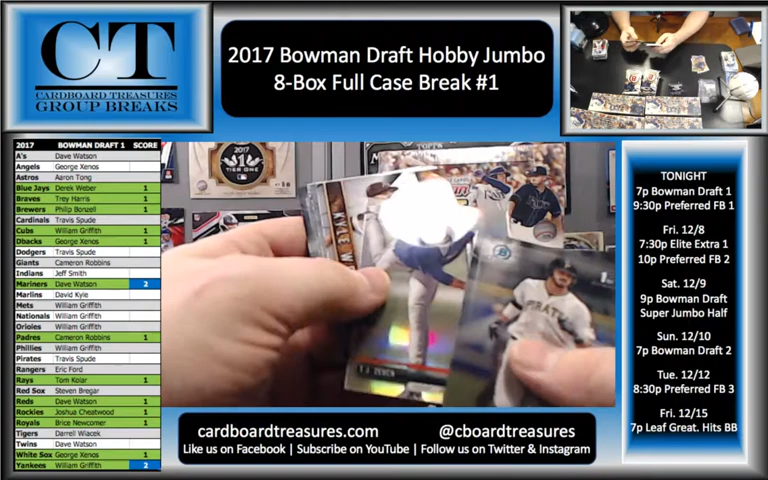 CT
CARDBOARD TREASURES
GROUP BREAKS
2017 Bowman Draft Hobby Jumbo
8-Box Full Case Break #1
2017 BOWMAN DRAFT 1 SCORE
A's Dave Watson
Angels George Xenos
Astros Aaron Tong
Blue Jays Derek Weber 1
Braves Trey Harris 1
Brewers Philip Bonzell 1
Cardinals Travis Spude
Cubs William Griffith 1
Dbacks George Xenos 1
Dodgers Travis Spude
Giants Cameron Robbins
Indians Jeff Smith
Mariners Dave Watson 2
Marlins David Kyle
Mets William Griffith
Nationals William Griffith
Orioles William Griffith
Padres Cameron Robbins 1
Phillies William Griffith
Pirates Travis Spude
Rangers Eric Ford
Rays Tom Kolar 1
Red Sox Steven Bregar
Reds Dave Watson 1
Rockies Joshua Cheatwood 1
Royals Brice Newcomer 1
Tigers Darrell Wiacek
Twins Dave Watson
White Sox George Xenos 1
Yankees William Griffith 2
2017
TIER ONE
TOPPS
KYLE
PIRATES
TONIGHT
7p Bowman Draft 1
9:30p Preferred FB 1
Fri. 12/8
7:30p Elite Extra 1
10p Preferred FB 2
Sat. 12/9
9p Bowman Draft
Super Jumbo Half
Sun. 12/10
7p Bowman Draft 2
Tue. 12/12
8:30p Preferred FB 3
Fri. 12/15
7p Leaf Great. Hits BB
cardboardtreasures.com @cboardtreasures
Like us on Facebook | Subscribe on YouTube | Follow us on Twitter & Instagram